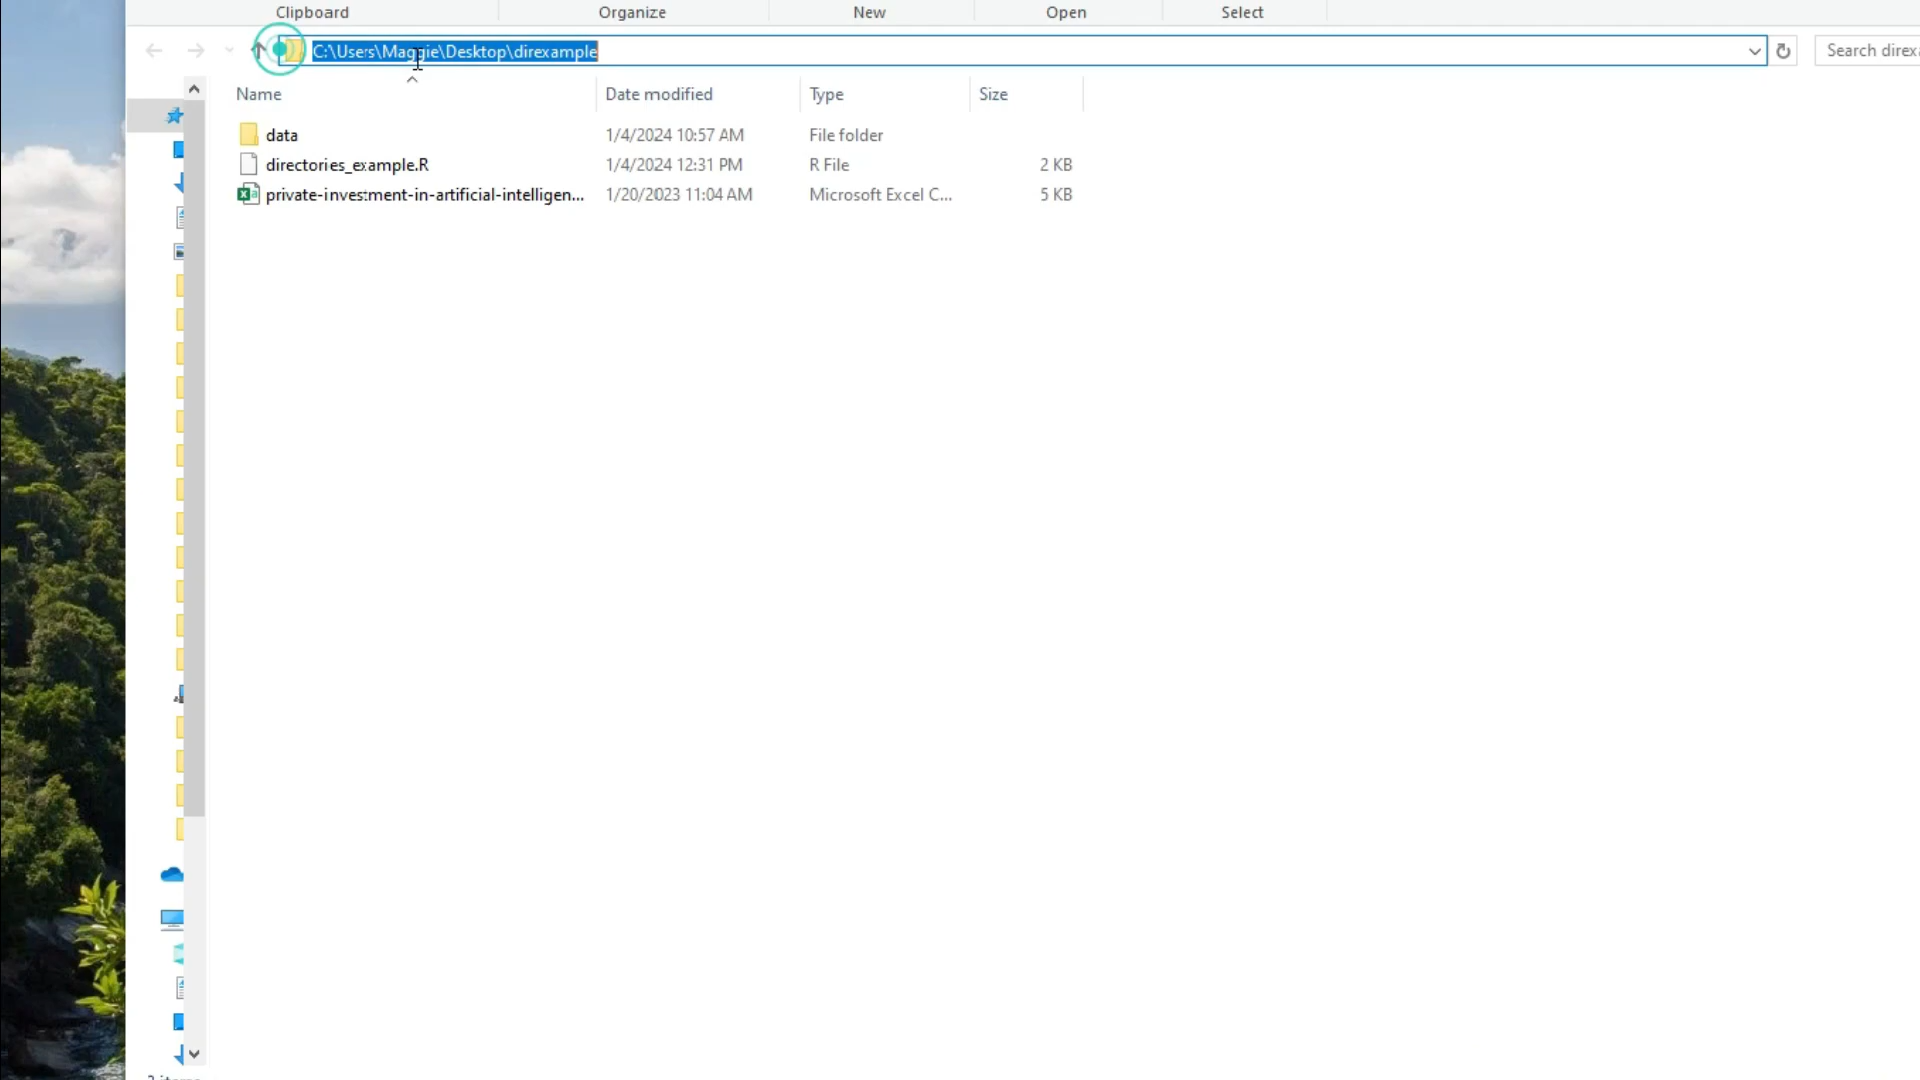 Clipboard Organize New Open Select
C:\Users\Maggie\Desktop\direxample Search direxa
Name Date modified Type Size
data 1/4/2024 10:57 AM File folder
directories_example.R 1/4/2024 12:31 PM R File 2 KB
private-investment-in-artificial-intelligen... 1/20/2023 11:04 AM Microsoft Excel C... 5 KB